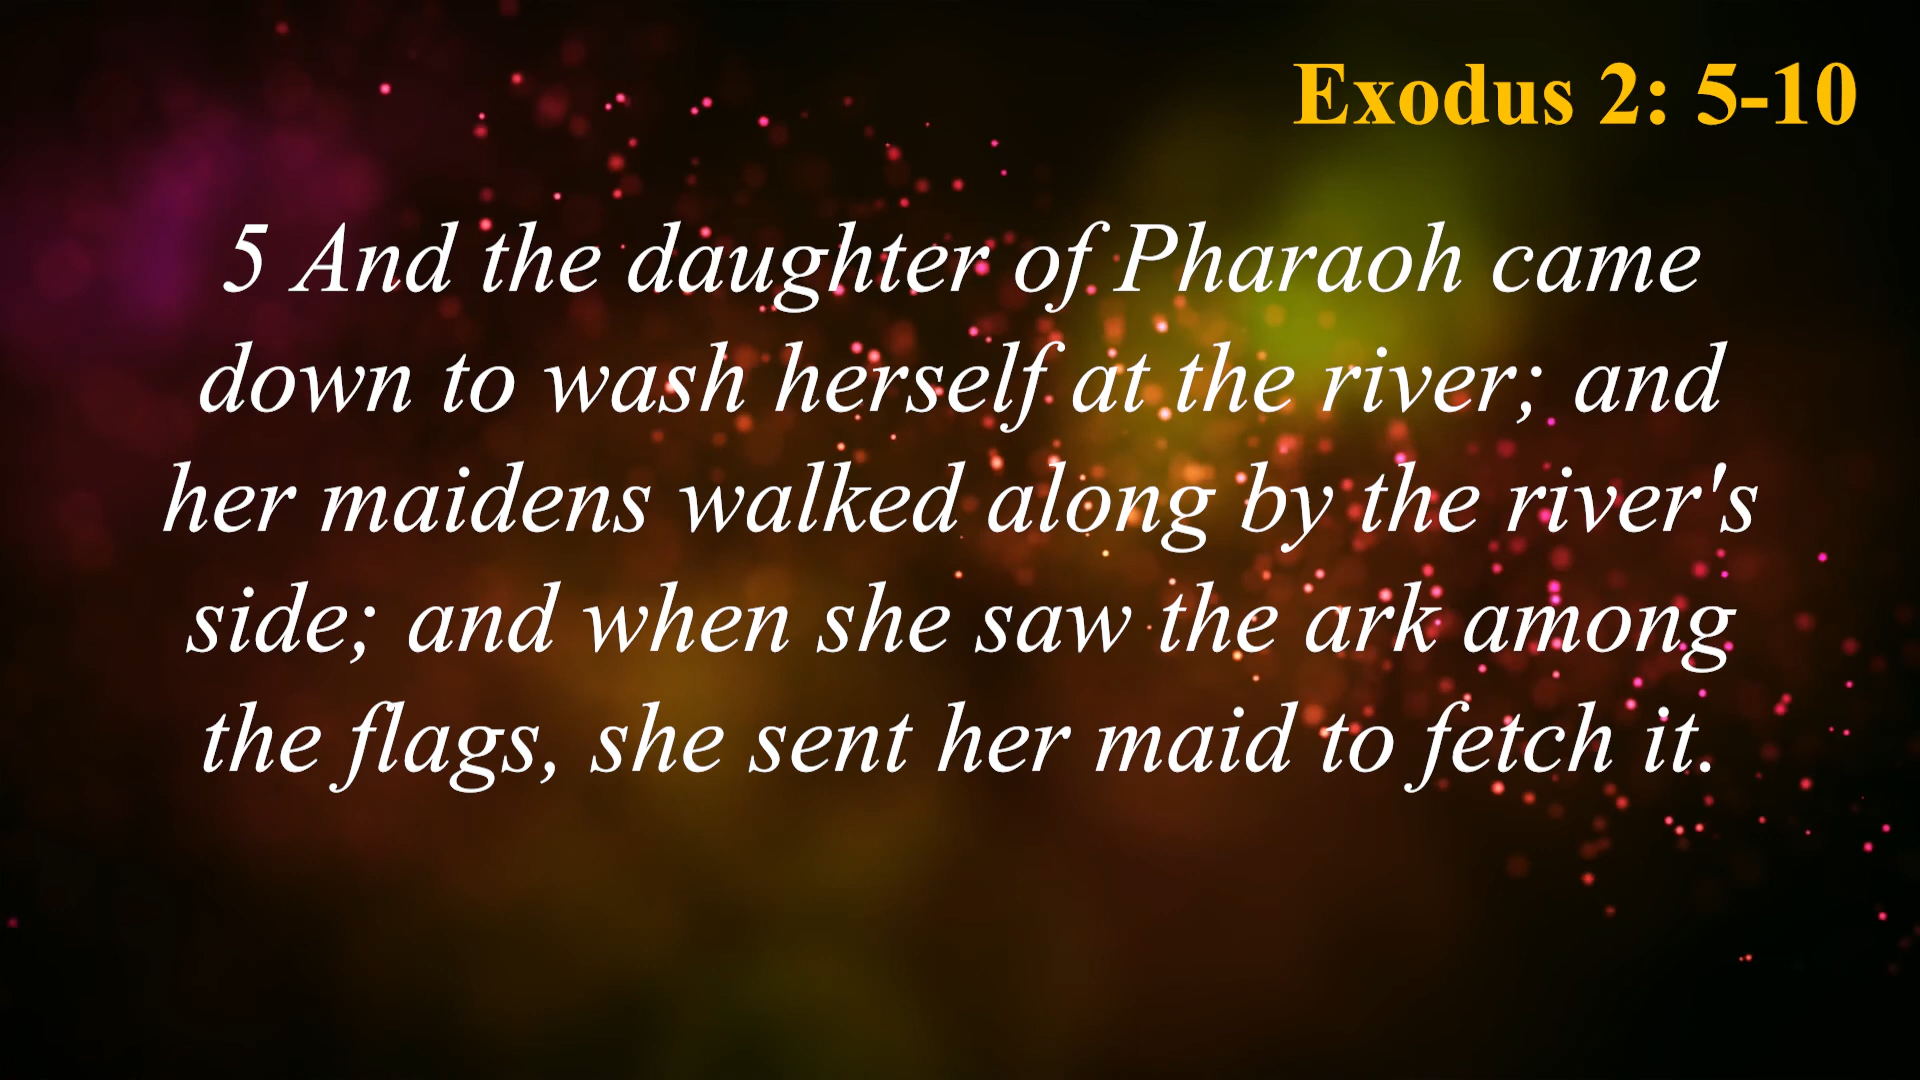 Exodus 2: 5-10
5 And the daughter of Pharaoh came
down to wash herself at the river; and
her maidens walked along by the river's
side; and when she saw the ark among
the flags, she sent her maid to fetch it.